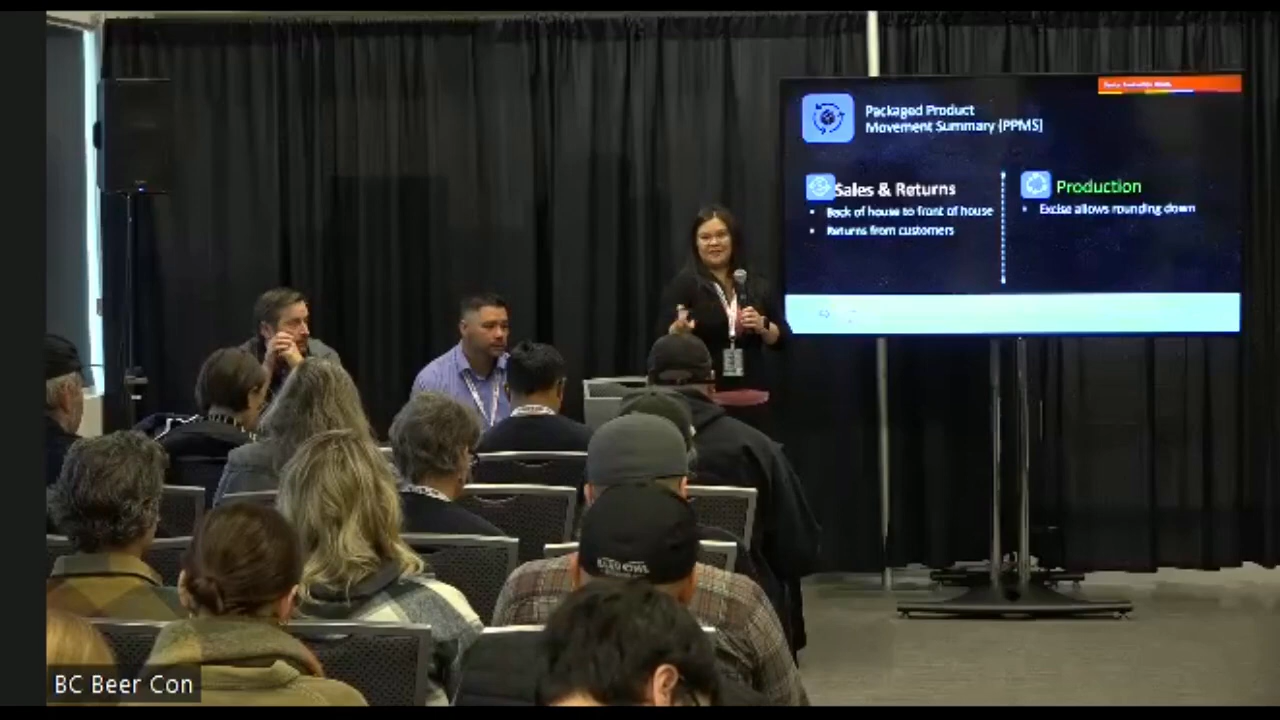 Packaged Product
Movement Summary (PPMS)
Sales & Returns
• Back of house to front of house
• Returns from customers
Production
• Excise allows rounding down
BC Beer Con